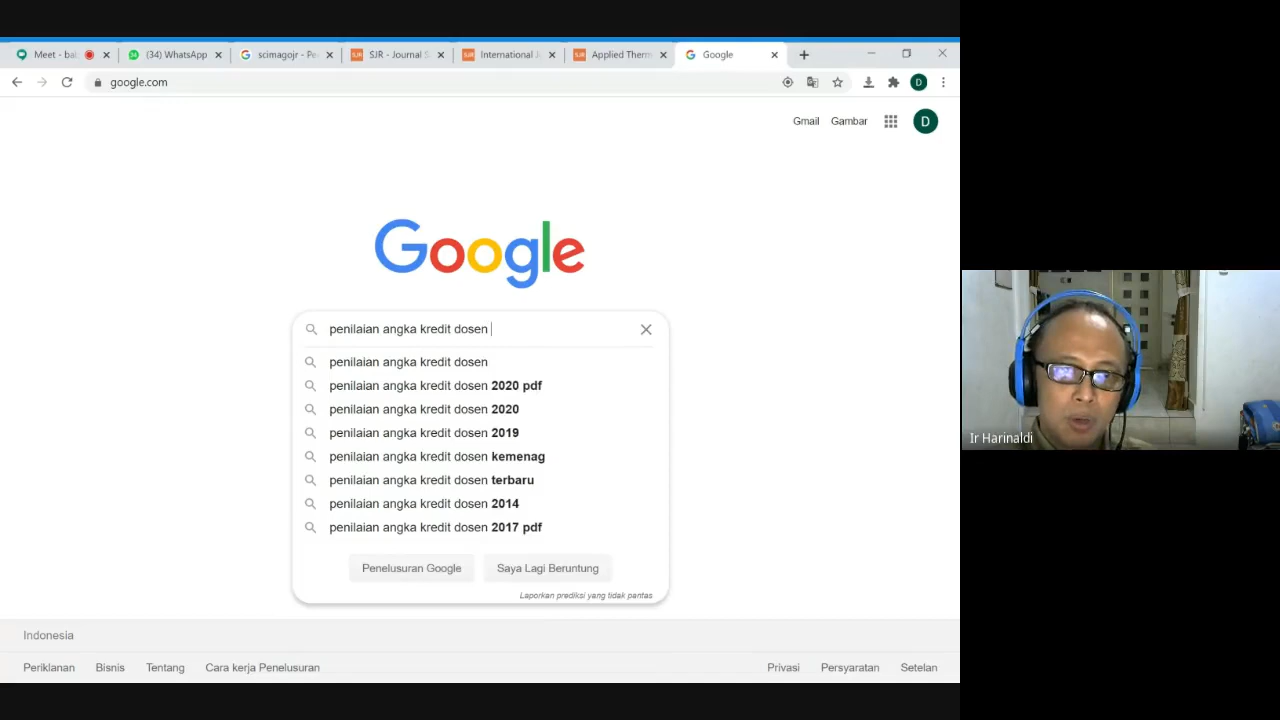 Meet - bal
(34) WhatsApp
scimagojr - Pe
SJR - Journal S
International J
Applied Therm
Google
google.com
D
Gmail
Gambar
D
Google
penilaian angka kredit dosen
penilaian angka kredit dosen
penilaian angka kredit dosen 2020 pdf
penilaian angka kredit dosen 2020
penilaian angka kredit dosen 2019
penilaian angka kredit dosen kemenag
penilaian angka kredit dosen terbaru
penilaian angka kredit dosen 2014
penilaian angka kredit dosen 2017 pdf
Penelusuran Google
Saya Lagi Beruntung
Laporkan prediksi yang tidak pantas
Indonesia
Periklanan Bisnis Tentang Cara kerja Penelusuran Privasi Persyaratan Setelan
Ir Harinaldi